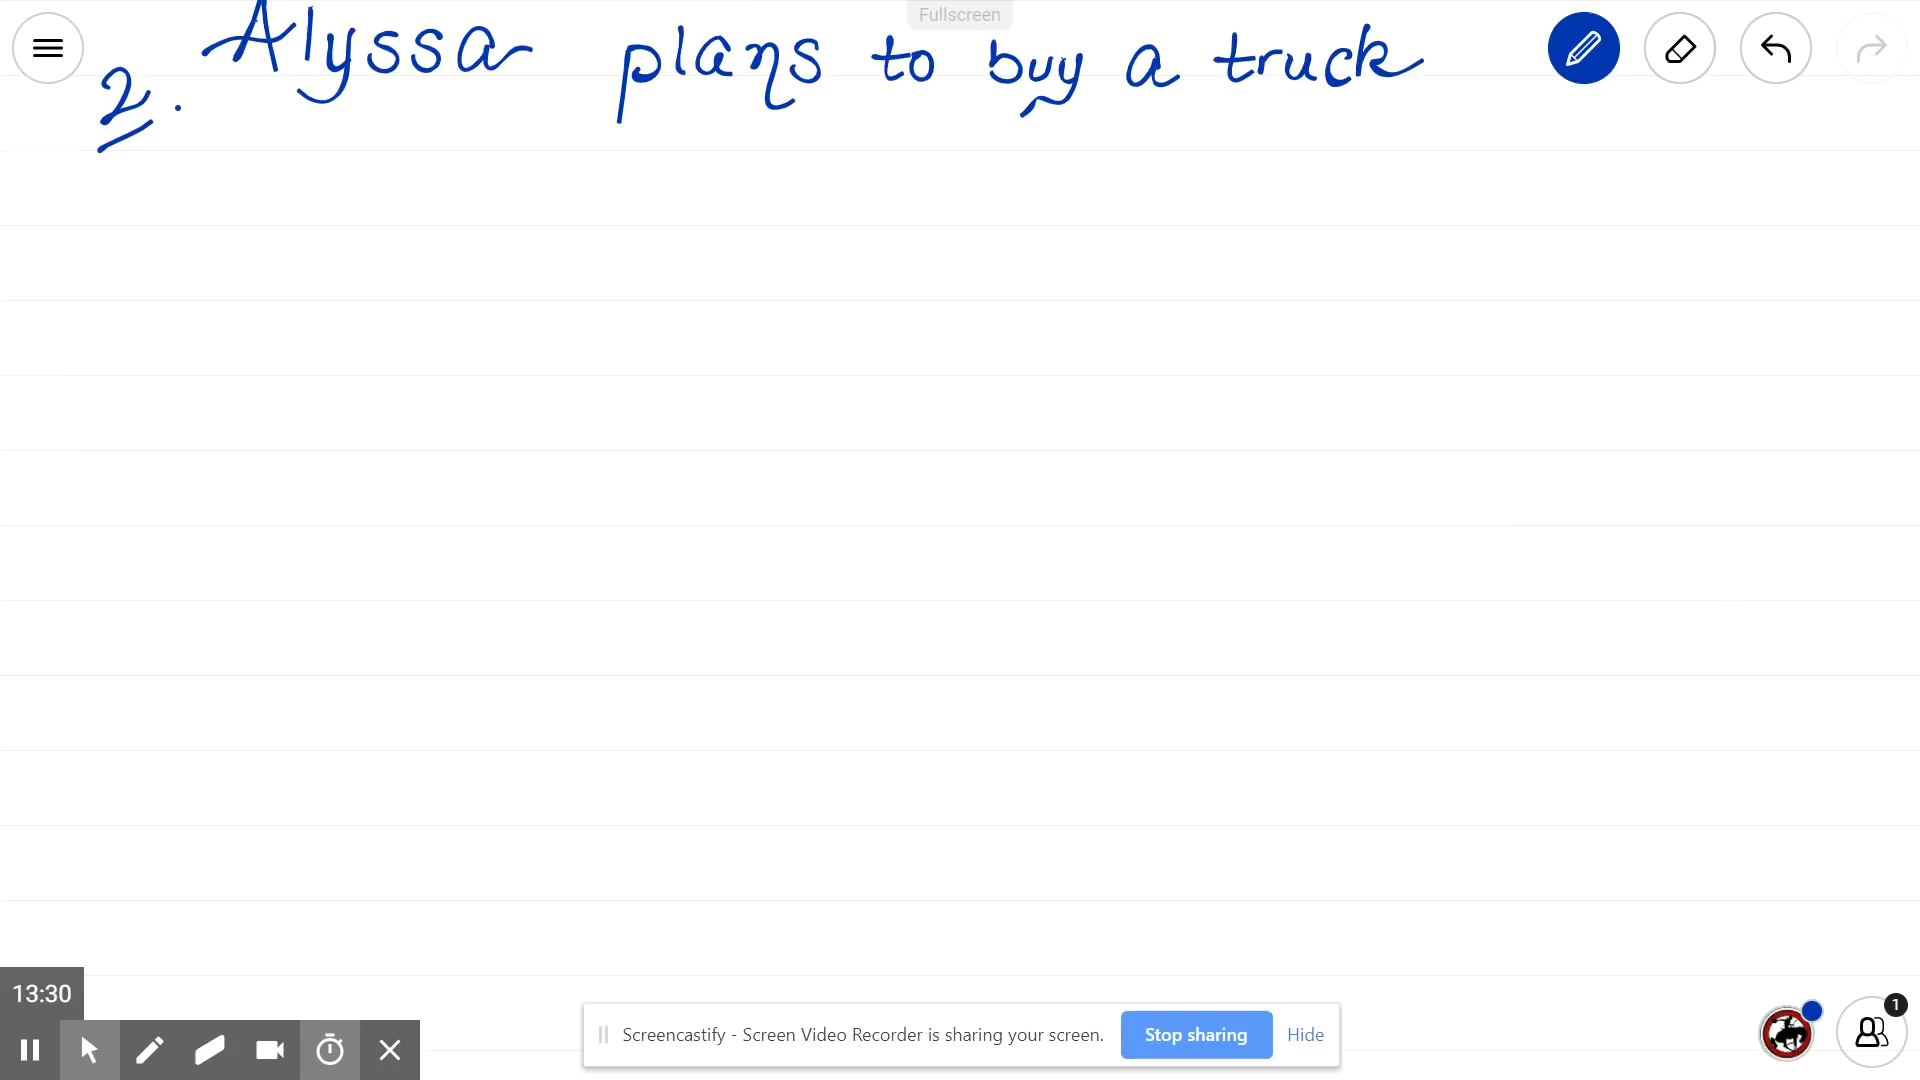 Fullscreen
2. Alyssa plans to buy a truck
13:30
Screencastify - Screen Video Recorder is sharing your screen. Stop sharing Hide
1